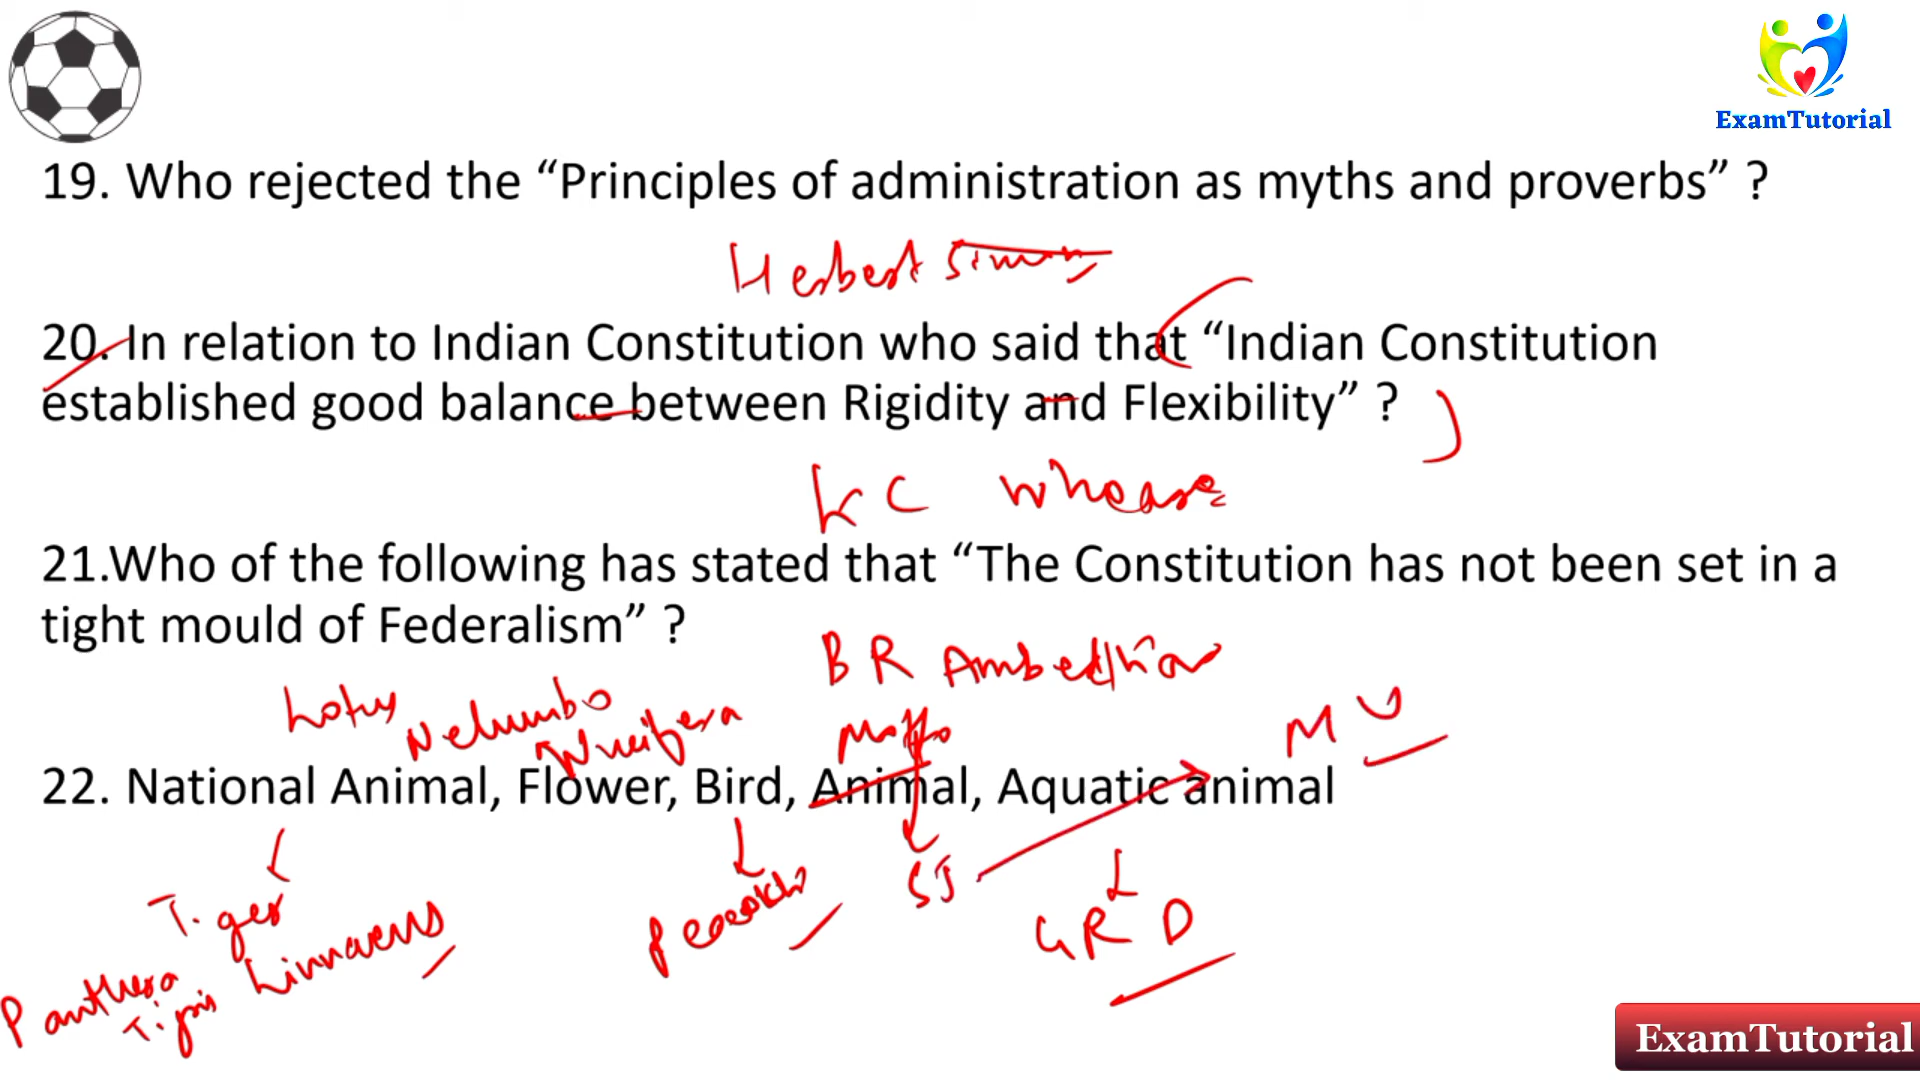 ExamTutorial
19. Who rejected the “Principles of administration as myths and proverbs” ?
Herbert Simon
20. In relation to Indian Constitution who said that “Indian Constitution
established good balance between Rigidity and Flexibility” ?
KC wheare
21.Who of the following has stated that “The Constitution has not been set in a
tight mould of Federalism” ?
BR Ambedkar
Lotus Nelumbo
Nucifera
M V
22. National Animal, Flower, Bird, Animal, Aquatic animal
SJ
Tiger
Peacock
GRD
Panthera
Tigris Linnaeus
ExamTutorial